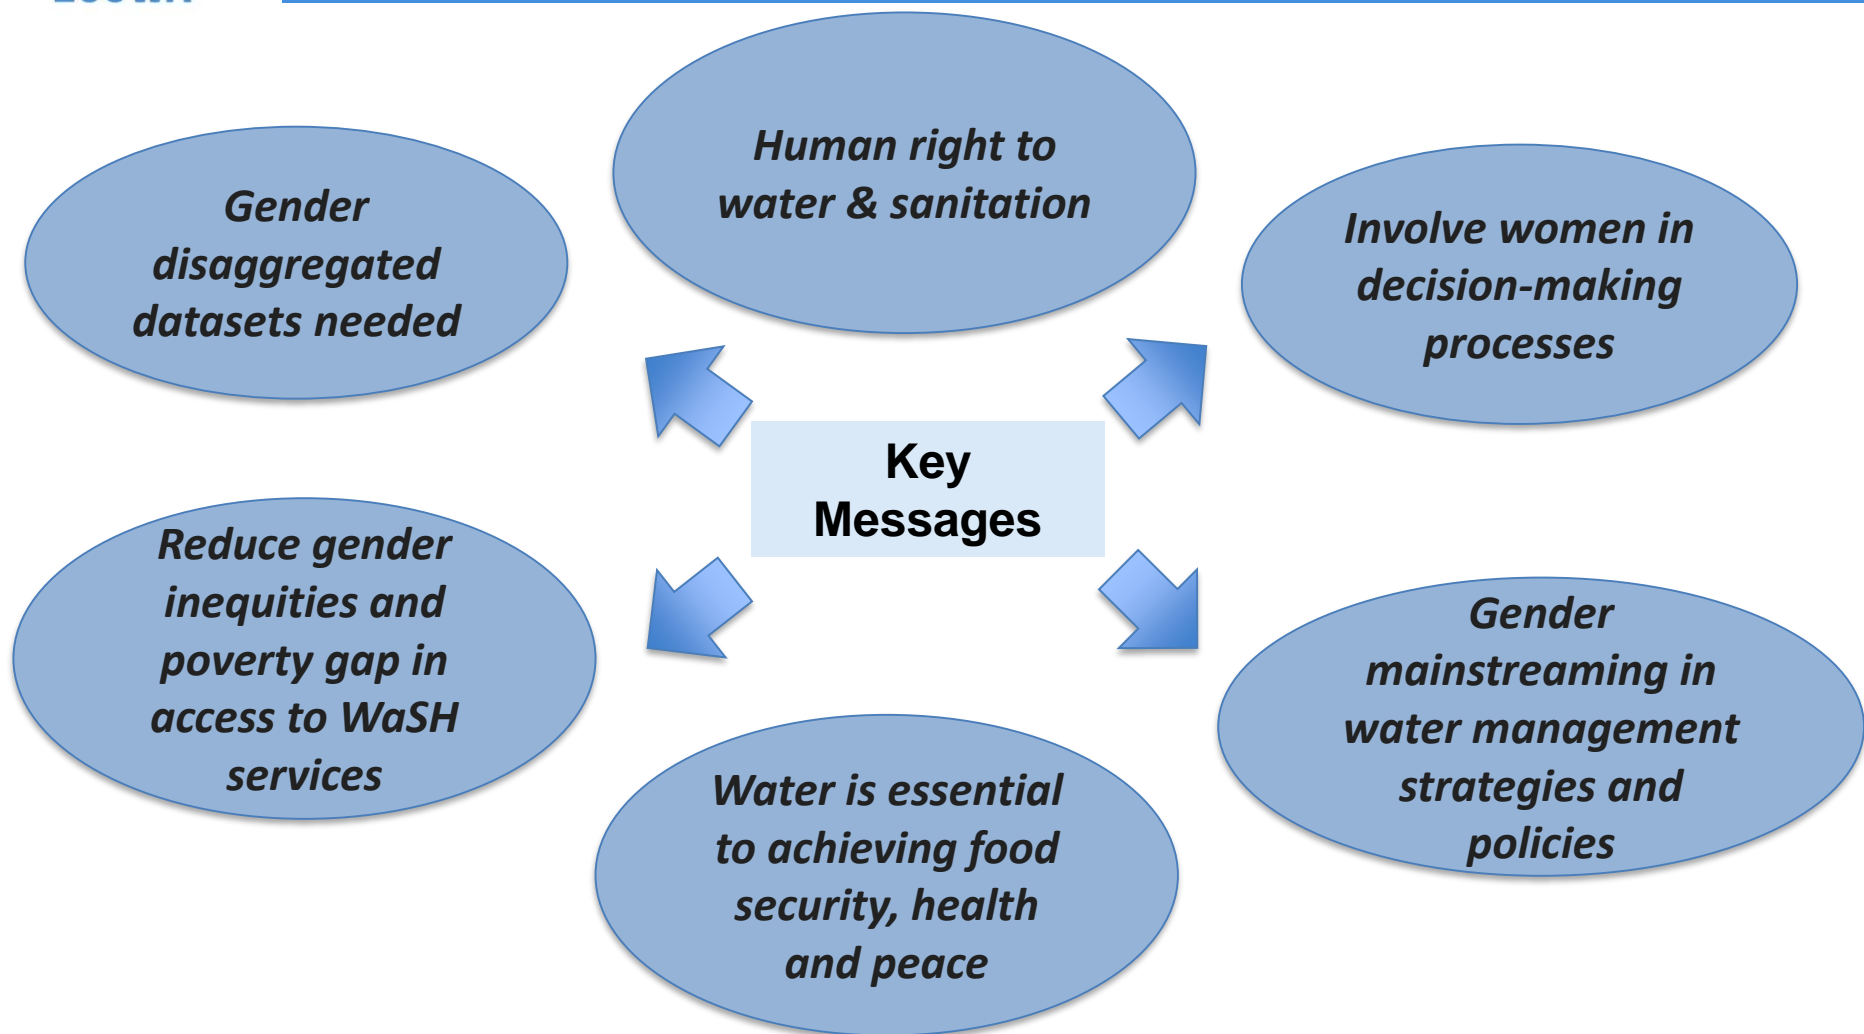 Human right to
water & sanitation
Gender
disaggregated
datasets needed
Involve women in
decision-making
processes
Key
Messages
Reduce gender
inequities and
poverty gap in
access to WaSH
services
Gender
mainstreaming in
water management
strategies and
policies
Water is essential
to achieving food
security, health
and peace